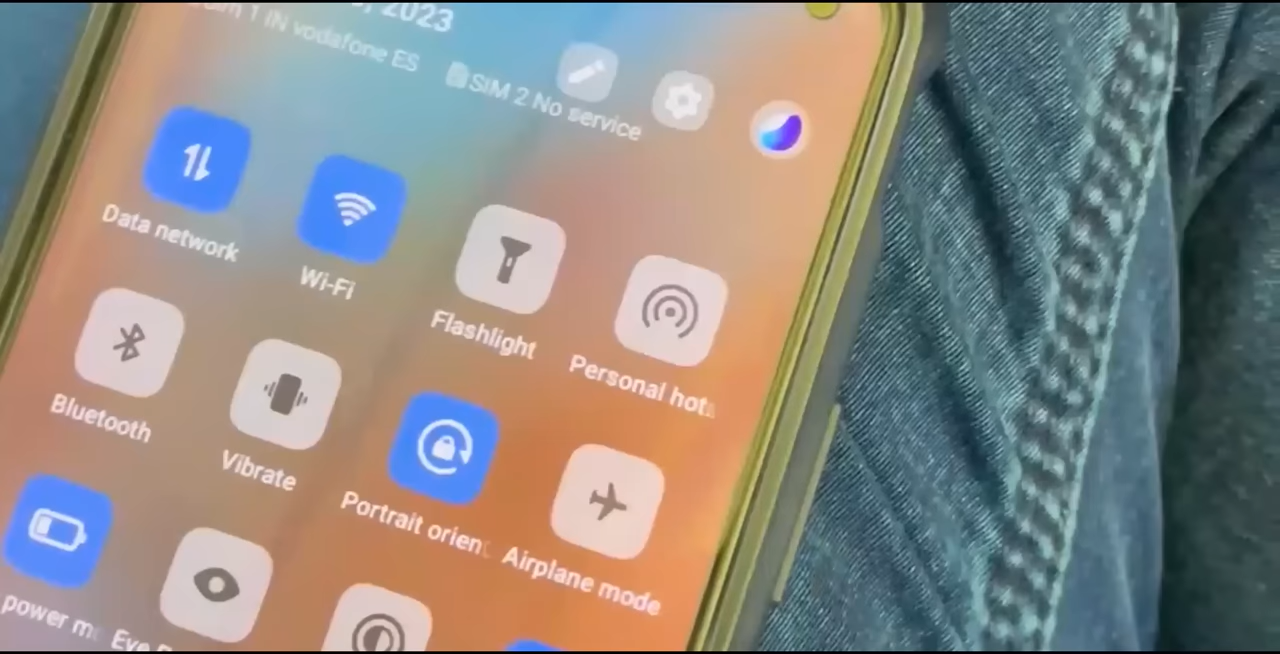 2023
1 IN vodafone ES
SIM 2 No service
Data network
Wi-Fi
Flashlight
Personal hot
Bluetooth
Vibrate
Portrait orien
Airplane mode
power m
Eye